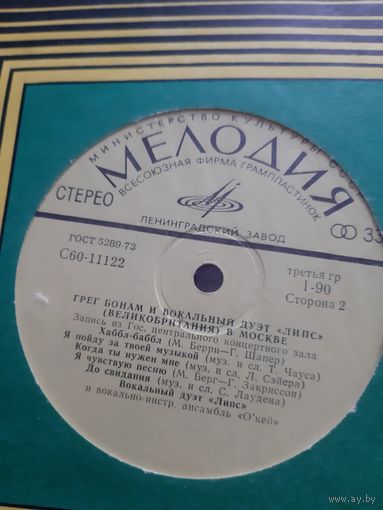 МИНИСТЕРСТВО КУЛЬТУРЫ СССР
МЕЛОДИЯ
ВСЕСОЮЗНАЯ ФИРМА ГРАМПЛАСТИНОК
СТЕРЕО
33
ЛЕНИНГРАДСКИЙ ЗАВОД
ГОСТ 5289-73
С60-11122
третья гр
1-90
Сторона 2
ГРЕГ БОНАМ И ВОКАЛЬНЫЙ ДУЭТ «ЛИПС»
(ВЕЛИКОБРИТАНИЯ) В МОСКВЕ
Запись из Гос. центрального концертного зала
Хаббл-баббл (М. Берри—Г. Шапер)
Я пойду за твоей музыкой (муз. и сл. Т. Чауса)
Когда ты нужен мне (муз. и сл. Л. Сэйера)
Я чувствую песню (М. Берг—Г. Закриссон)
До свидания (муз. и сл. С. Лаудена)
Вокальный дуэт «Липс»
и вокально-инстр. ансамбль «О'кей»
ay.by